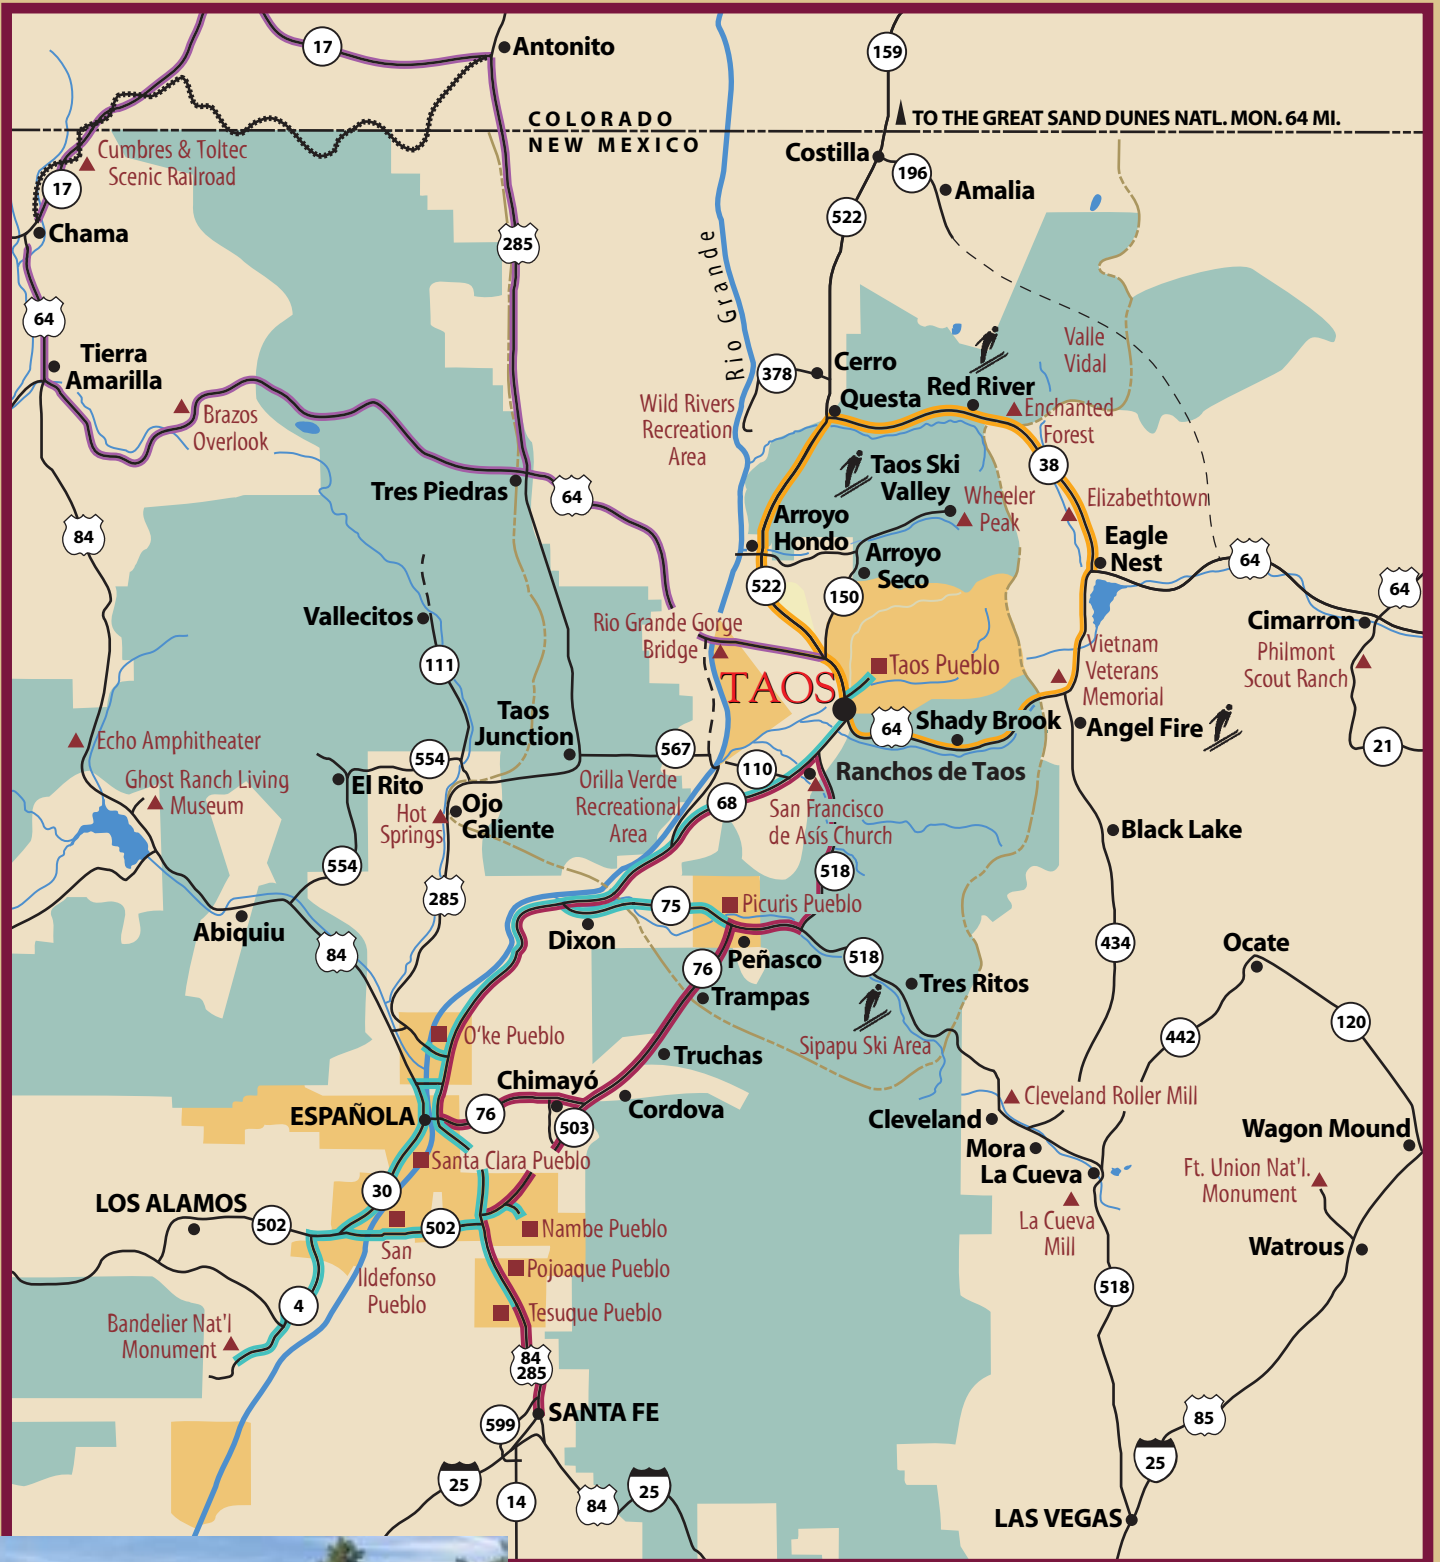 17
Antonito
159
COLORADO
NEW MEXICO
TO THE GREAT SAND DUNES NATL. MON. 64 MI.
Cumbres & Toltec
Scenic Railroad
17
Costilla
196
Amalia
522
Chama
285
Rio Grande
64
Tierra
Amarilla
Brazos
Overlook
378
Cerro
Valle
Vidal
Wild Rivers
Recreation
Area
Questa
Red River
Enchanted
Forest
38
Tres Piedras
64
Taos Ski
Valley
Wheeler
Peak
Elizabethtown
84
Arroyo
Hondo
Arroyo
Seco
Eagle
Nest
64
64
522
150
Cimarron
Philmont
Scout Ranch
Vallecitos
111
Rio Grande Gorge
Bridge
Taos Pueblo
Vietnam
Veterans
Memorial
TAOS
Taos
Junction
64
Shady Brook
Angel Fire
21
Echo Amphitheater
554
567
110
Ranchos de Taos
Ghost Ranch Living
Museum
El Rito
Hot
Springs
Ojo
Caliente
Orilla Verde
Recreational
Area
68
San Francisco
de Asís Church
Black Lake
554
518
285
75
Picuris Pueblo
Abiquiu
84
Dixon
Peñasco
518
434
Ocate
76
Trampas
Tres Ritos
Sipapu Ski Area
442
120
O'ke Pueblo
Truchas
Chimayó
Cordova
ESPAÑOLA
76
503
Cleveland Roller Mill
Cleveland
Mora
La Cueva
Wagon Mound
Santa Clara Pueblo
Ft. Union Nat'l.
Monument
30
LOS ALAMOS
502
502
Nambe Pueblo
La Cueva
Mill
Watrous
San
Ildefonso
Pueblo
Pojoaque Pueblo
518
4
Tesuque Pueblo
Bandelier Nat'l
Monument
84
285
SANTA FE
599
85
25
25
25
84
14
LAS VEGAS